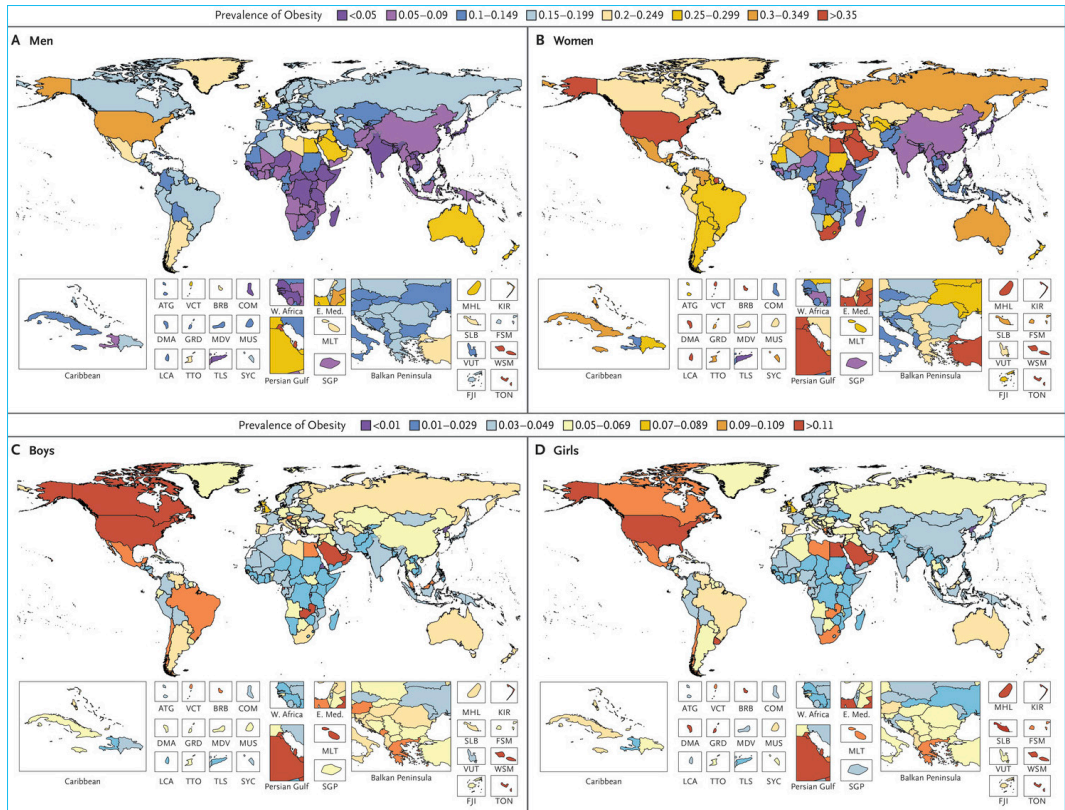 Prevalence of Obesity <0.05 0.05–0.09 0.1–0.149 0.15–0.199 0.2–0.249 0.25–0.299 0.3–0.349 >0.35
A Men
ATG VCT BRB COM W. Africa E. Med. MHL KIR
DMA GRD MDV MUS MLT SLB FSM
VUT WSM
Caribbean LCA TTO TLS SYC Persian Gulf SGP Balkan Peninsula
FJI TON
B Women
ATG VCT BRB COM W. Africa E. Med. MHL KIR
DMA GRD MDV MUS MLT SLB FSM
VUT WSM
Caribbean LCA TTO TLS SYC Persian Gulf SGP Balkan Peninsula
FJI TON
Prevalence of Obesity <0.01 0.01–0.029 0.03–0.049 0.05–0.069 0.07–0.089 0.09–0.109 >0.11
C Boys
ATG VCT BRB COM W. Africa E. Med. MHL KIR
DMA GRD MDV MUS MLT SLB FSM
VUT WSM
Caribbean LCA TTO TLS SYC Persian Gulf SGP Balkan Peninsula
FJI TON
D Girls
ATG VCT BRB COM W. Africa E. Med. MHL KIR
DMA GRD MDV MUS MLT SLB FSM
VUT WSM
Caribbean LCA TTO TLS SYC Persian Gulf SGP Balkan Peninsula
FJI TON